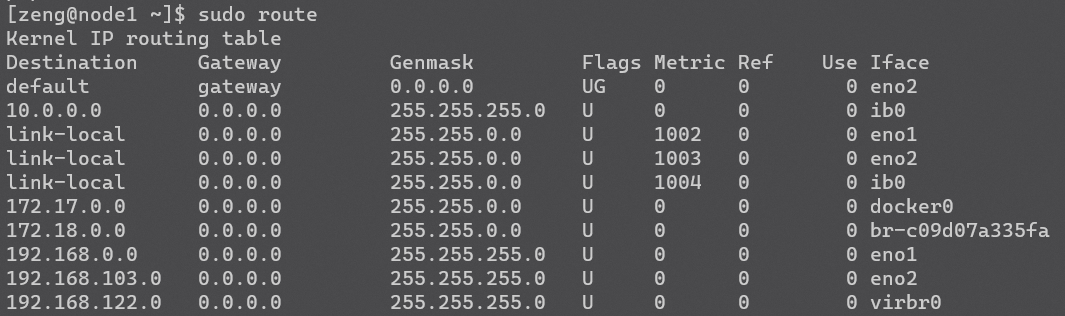 [zeng@node1 ~]$ sudo route
Kernel IP routing table
Destination     Gateway         Genmask         Flags Metric Ref    Use Iface
default         gateway         0.0.0.0         UG    0      0        0 eno2
10.0.0.0        0.0.0.0         255.255.255.0   U     0      0        0 ib0
link-local      0.0.0.0         255.255.0.0     U     1002   0        0 eno1
link-local      0.0.0.0         255.255.0.0     U     1003   0        0 eno2
link-local      0.0.0.0         255.255.0.0     U     1004   0        0 ib0
172.17.0.0      0.0.0.0         255.255.0.0     U     0      0        0 docker0
172.18.0.0      0.0.0.0         255.255.0.0     U     0      0        0 br-c09d07a335fa
192.168.0.0     0.0.0.0         255.255.255.0   U     0      0        0 eno1
192.168.103.0   0.0.0.0         255.255.255.0   U     0      0        0 eno2
192.168.122.0   0.0.0.0         255.255.255.0   U     0      0        0 virbr0